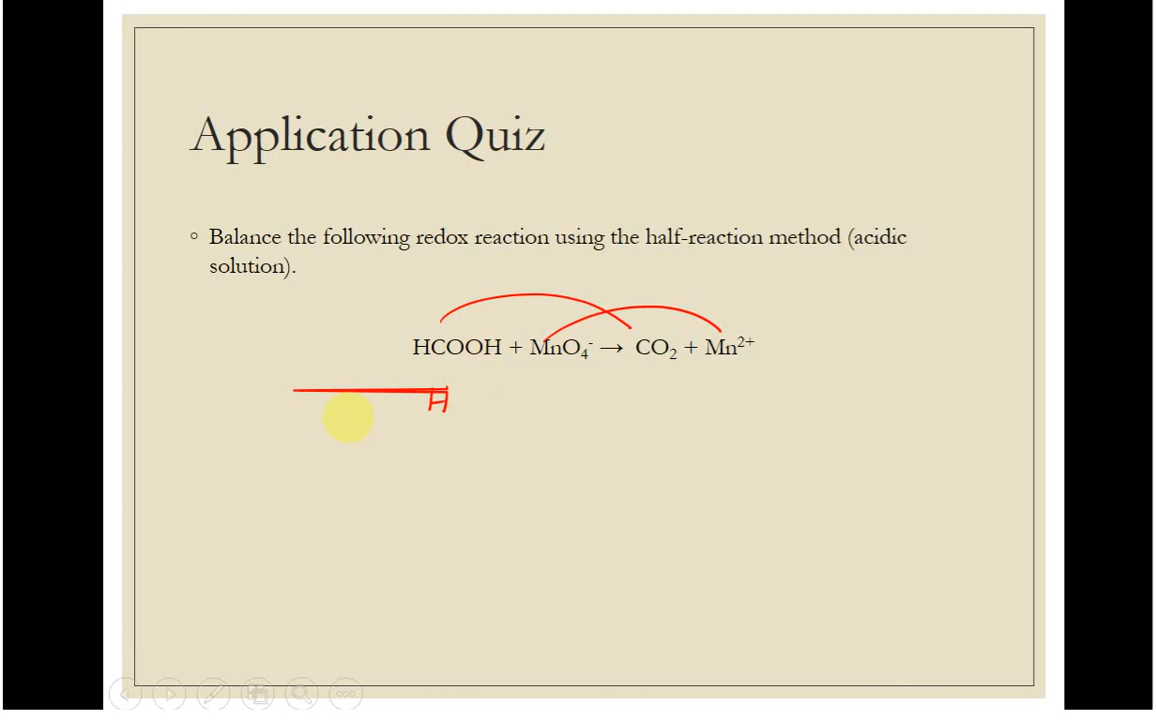 Application Quiz
◦ Balance the following redox reaction using the half-reaction method (acidic
solution).
HCOOH + MnO₄⁻ → CO₂ + Mn²⁺